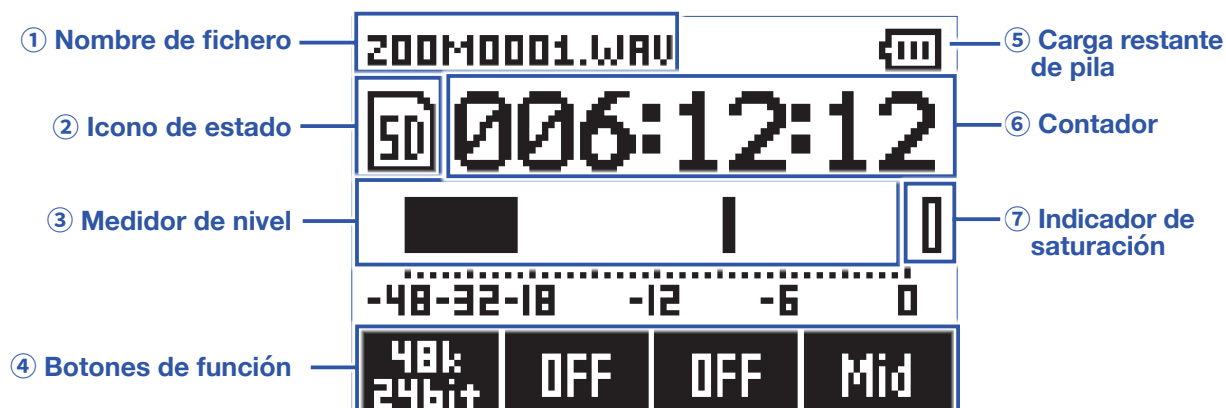 ① Nombre de fichero
ZOOM0001.WAV
⑤ Carga restante
de pila
② Icono de estado
SD
006:12:12
⑥ Contador
③ Medidor de nivel
⑦ Indicador de
saturación
-48-32-18 -12 -6 0
④ Botones de función
48k
24bit
OFF
OFF
Mid